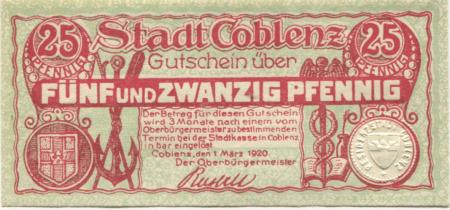 25 PFENNIG Stadt Coblenz 25 PFENNIG
Gutschein über
FÜNF UND ZWANZIG PFENNIG
Der Betrag für diesen Gutschein
wird 3 Monate nach einem vom
Oberbürgermeister zu bestimmenden
Termin bei der Stadtkasse in Coblenz
in bar eingelöst
Coblenz, den 1. März 1920
Der Oberbürgermeister